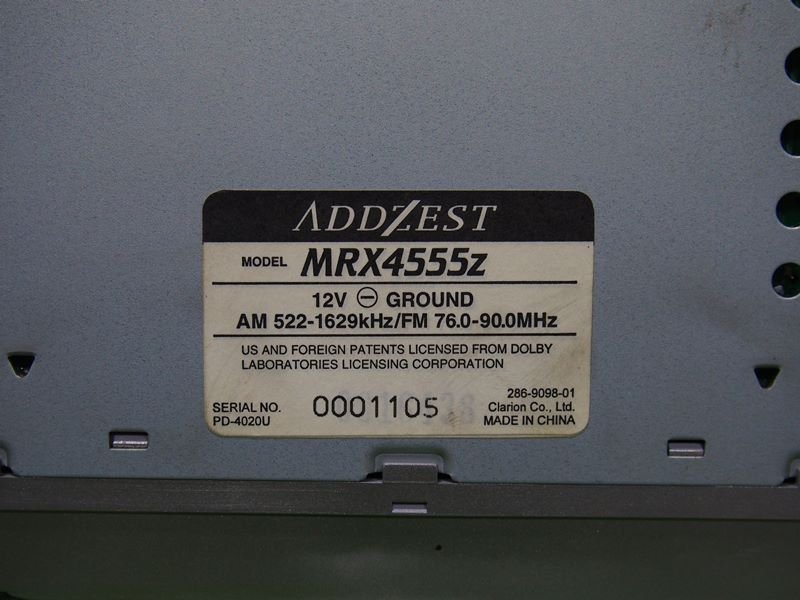 ADDZEST
MODEL MRX4555z
12V ⊖ GROUND
AM 522-1629kHz/FM 76.0-90.0MHz
US AND FOREIGN PATENTS LICENSED FROM DOLBY
LABORATORIES LICENSING CORPORATION
286-9098-01
SERIAL NO. 0001105 Clarion Co., Ltd.
PD-4020U MADE IN CHINA